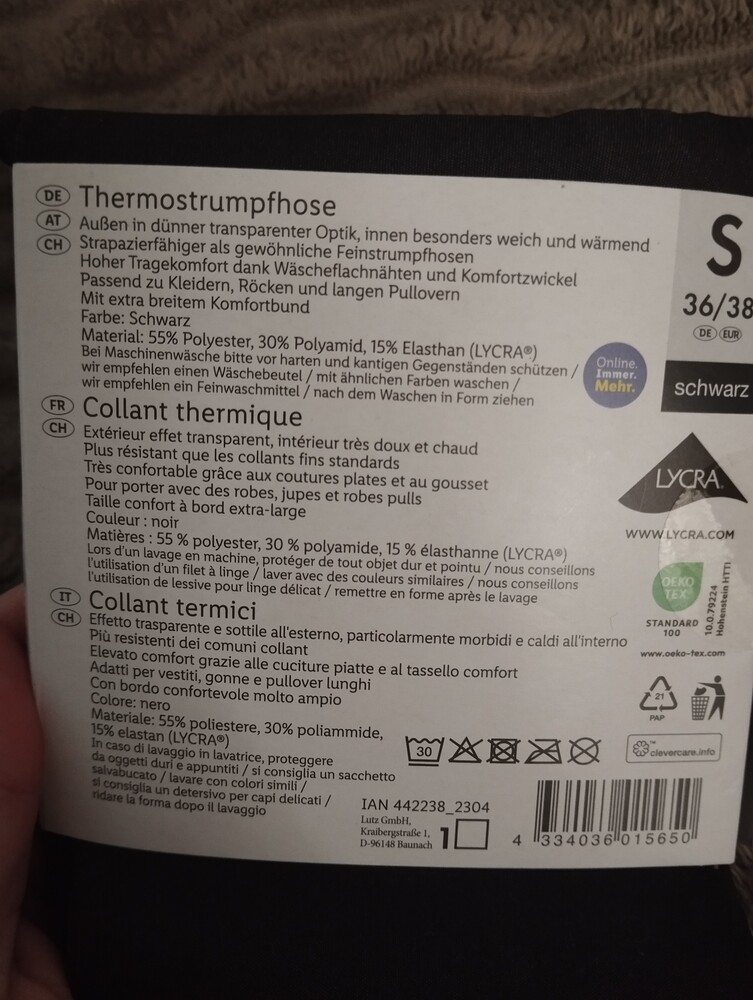 DE Thermostrumpfhose
AT Außen in dünner transparenter Optik, innen besonders weich und wärmend
CH Strapazierfähiger als gewöhnliche Feinstrumpfhosen
Hoher Tragekomfort dank Wäscheflachnähten und Komfortzwickel
Passend zu Kleidern, Röcken und langen Pullovern
Mit extra breitem Komfortbund
Farbe: Schwarz
Material: 55% Polyester, 30% Polyamid, 15% Elasthan (LYCRA®)
Bei Maschinenwäsche bitte vor harten und kantigen Gegenständen schützen /
wir empfehlen einen Wäschebeutel / mit ähnlichen Farben waschen /
wir empfehlen ein Feinwaschmittel / nach dem Waschen in Form ziehen
FR Collant thermique
CH Extérieur effet transparent, intérieur très doux et chaud
Plus résistant que les collants fins standards
Très confortable grâce aux coutures plates et au gousset
Pour porter avec des robes, jupes et robes pulls
Taille confort à bord extra-large
Couleur : noir
Matières : 55 % polyester, 30 % polyamide, 15 % élasthanne (LYCRA®)
Lors d'un lavage en machine, protéger de tout objet dur et pointu / nous conseillons
l'utilisation d'un filet à linge / laver avec des couleurs similaires / nous conseillons
l'utilisation de lessive pour linge délicat / remettre en forme après le lavage
IT Collant termici
CH Effetto trasparente e sottile all'esterno, particolarmente morbidi e caldi all'interno
Più resistenti dei comuni collant
Elevato comfort grazie alle cuciture piatte e al tassello comfort
Adatti per vestiti, gonne e pullover lunghi
Con bordo confortevole molto ampio
Colore: nero
Materiale: 55% poliestere, 30% poliammide,
15% elastan (LYCRA®)
In caso di lavaggio in lavatrice, proteggere
da oggetti duri e appuntiti / si consiglia un sacchetto
salvabucato / lavare con colori simili /
si consiglia un detersivo per capi delicati /
ridare la forma dopo il lavaggio
30
IAN 442238_2304
Lutz GmbH,
Kraibergstraße 1,
D-96148 Baunach
1
S
36/38
DE EUR
Online.
Immer.
Mehr.
schwarz
LYCRA®
WWW.LYCRA.COM
OEKO
TEX®
STANDARD
100
10.0.79224
Hohenstein HTTI
www.oeko-tex.com
21
PAP
clevercare.info
4 334036 015650